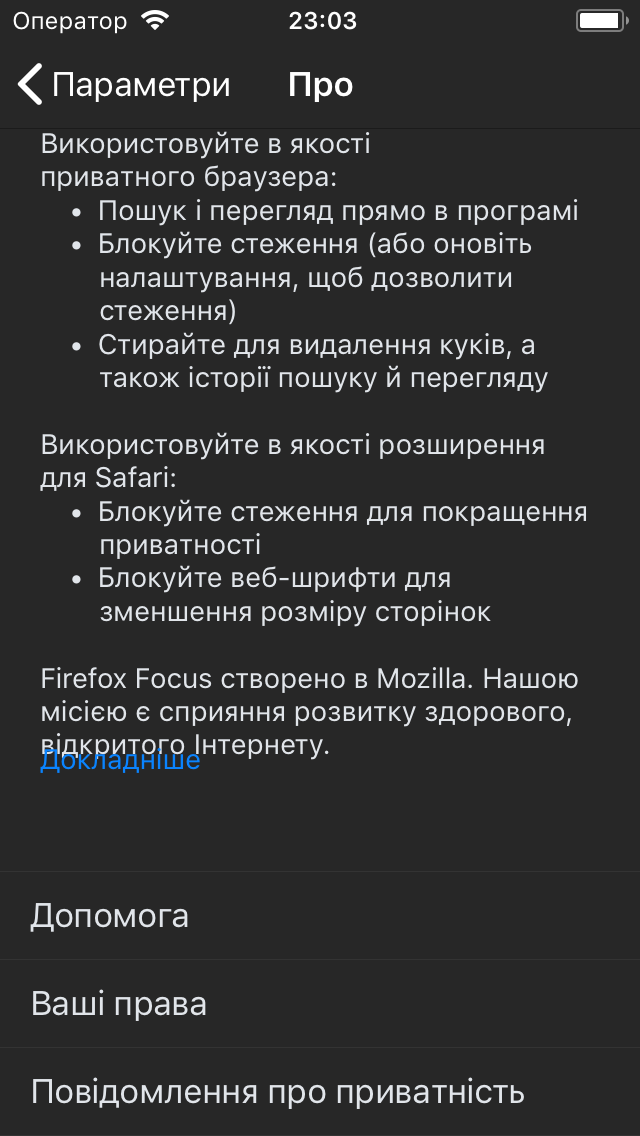 Оператор 23:03
Параметри Про
Використовуйте в якості
приватного браузера:
• Пошук і перегляд прямо в програмі
• Блокуйте стеження (або оновіть
налаштування, щоб дозволити
стеження)
• Стирайте для видалення куків, а
також історії пошуку й перегляду
Використовуйте в якості розширення
для Safari:
• Блокуйте стеження для покращення
приватності
• Блокуйте веб-шрифти для
зменшення розміру сторінок
Firefox Focus створено в Mozilla. Нашою
місією є сприяння розвитку здорового,
відкритого Інтернету.
Докладніше
Допомога
Ваші права
Повідомлення про приватність